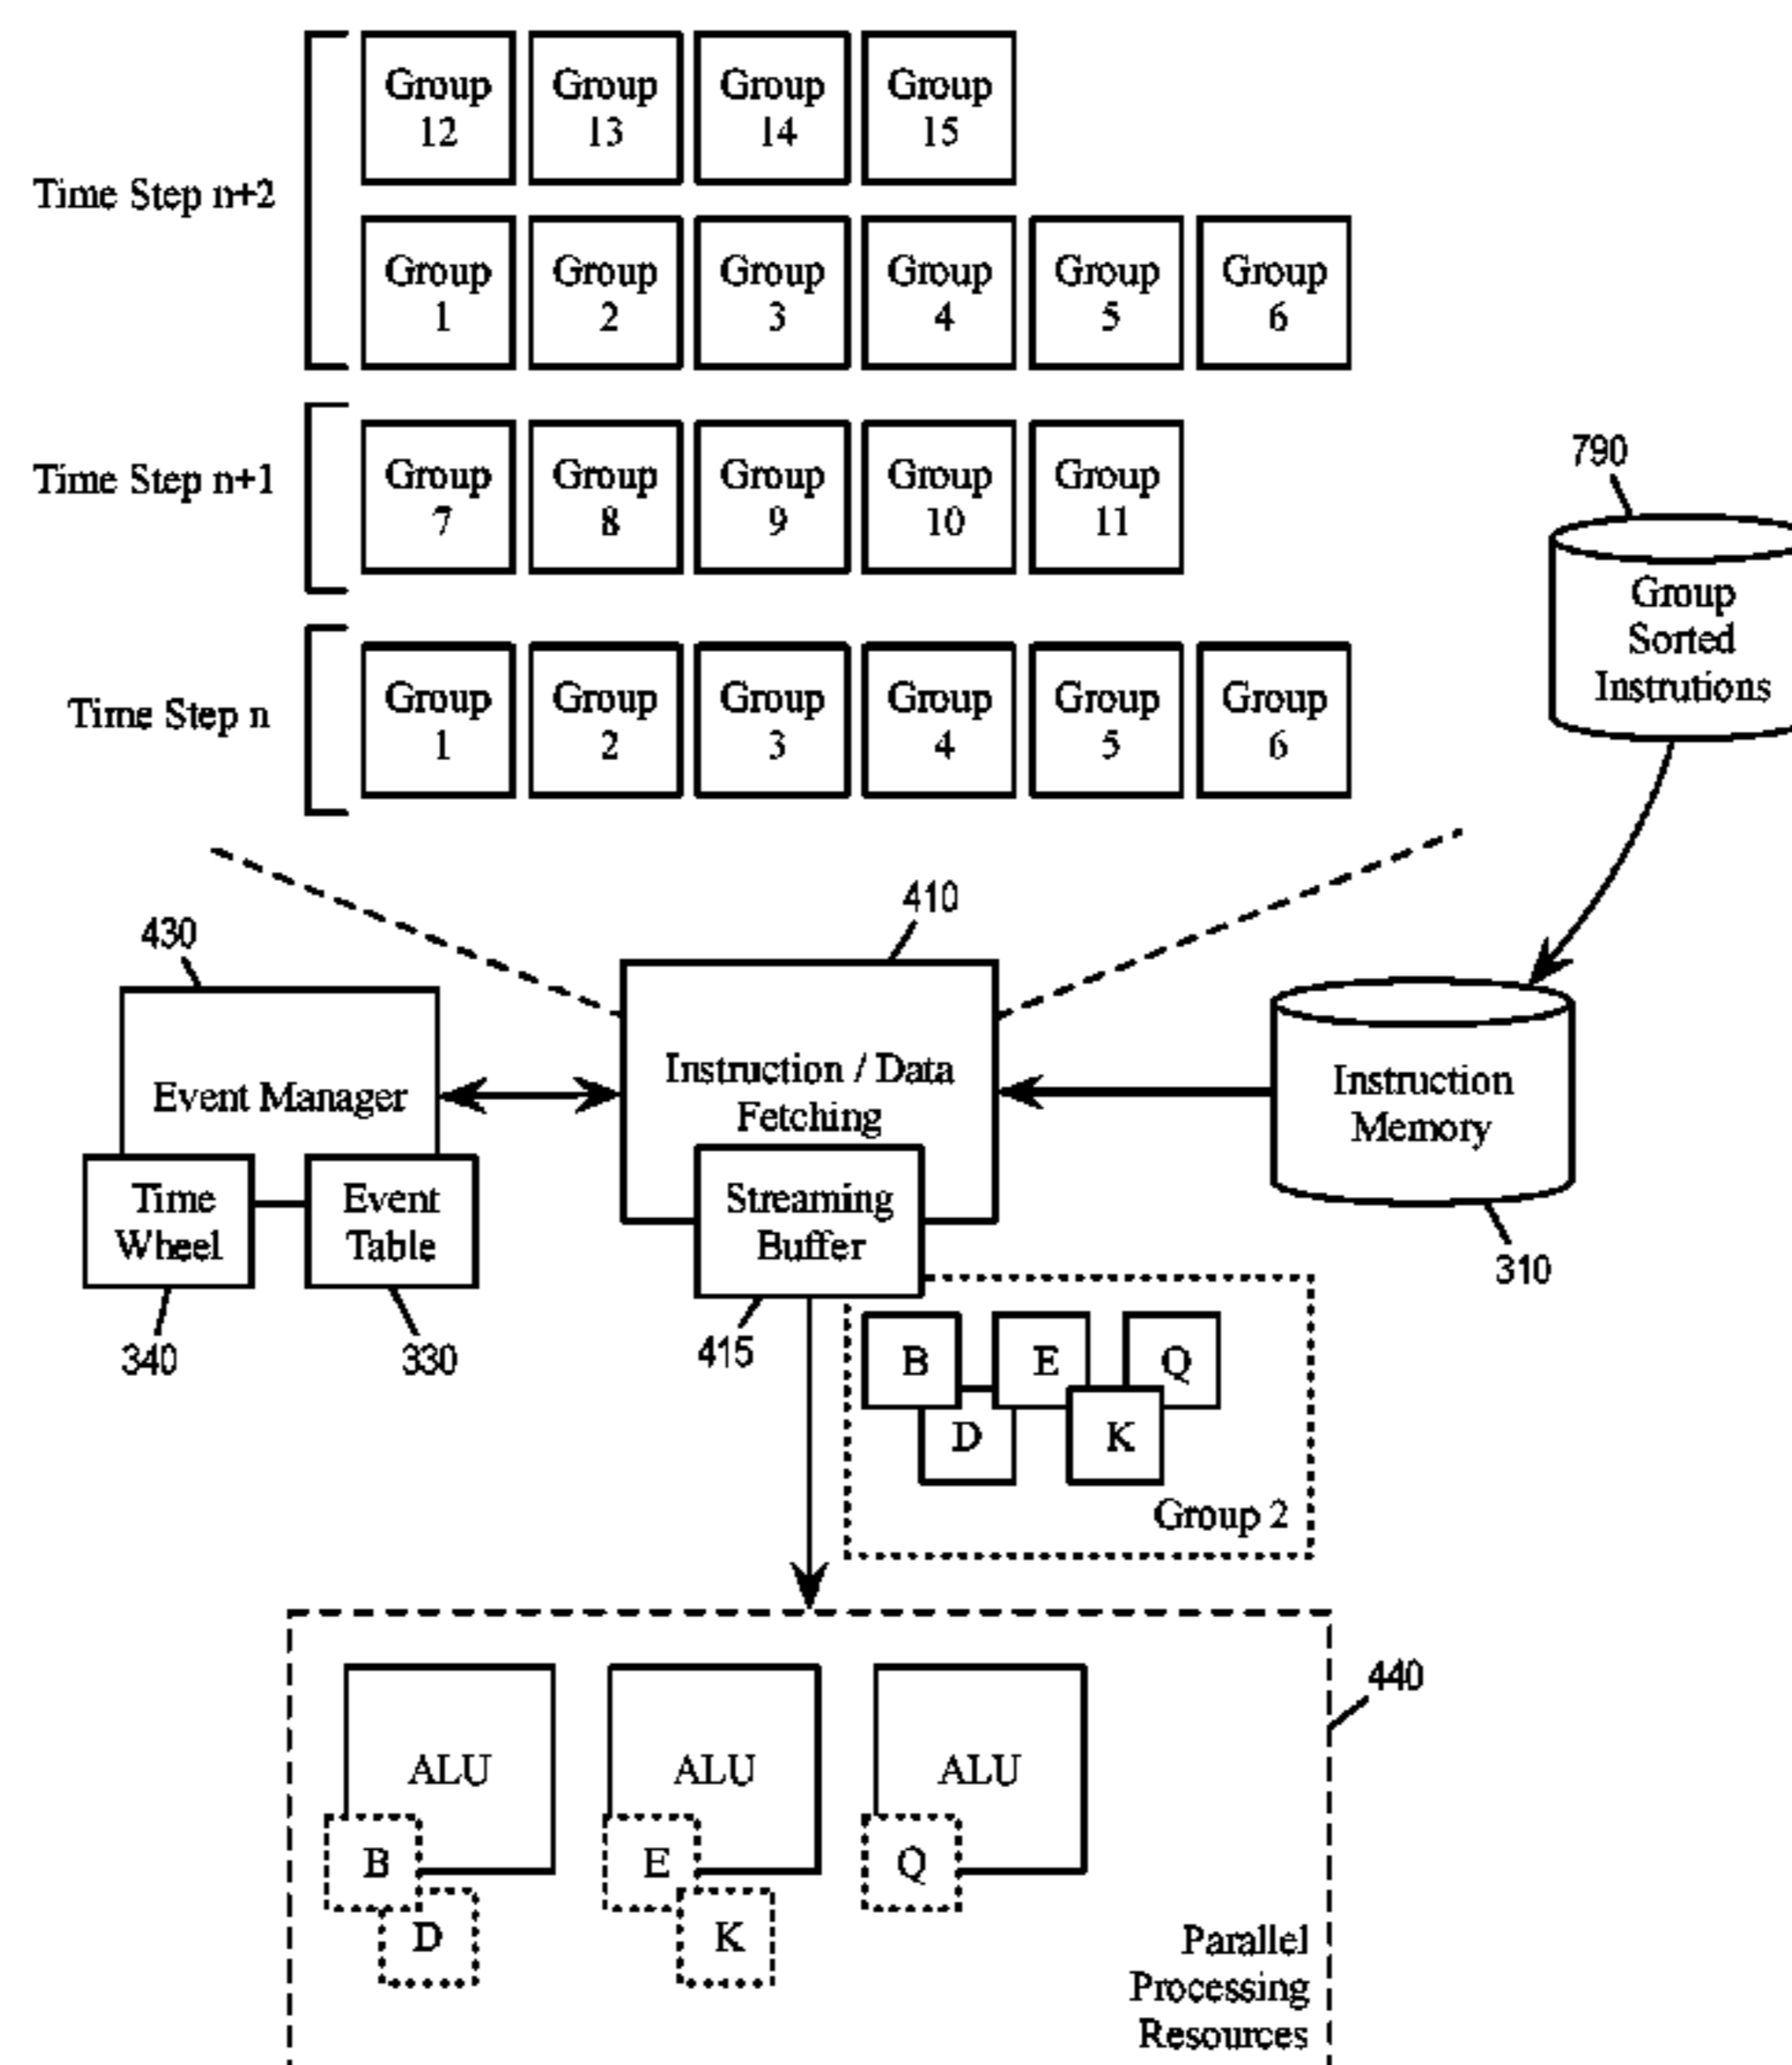 Group 12
Group 13
Group 14
Group 15
Time Step n+2
Group 1
Group 2
Group 3
Group 4
Group 5
Group 6
Time Step n+1
Group 7
Group 8
Group 9
Group 10
Group 11
790
Group
Sorted
Instrutions
Time Step n
Group 1
Group 2
Group 3
Group 4
Group 5
Group 6
410
430
Event Manager
Instruction / Data
Fetching
Instruction
Memory
Time
Wheel
Event
Table
Streaming
Buffer
310
340
330
415
B
E
Q
D
K
Group 2
440
ALU
ALU
ALU
B
E
Q
D
K
Parallel
Processing
Resources